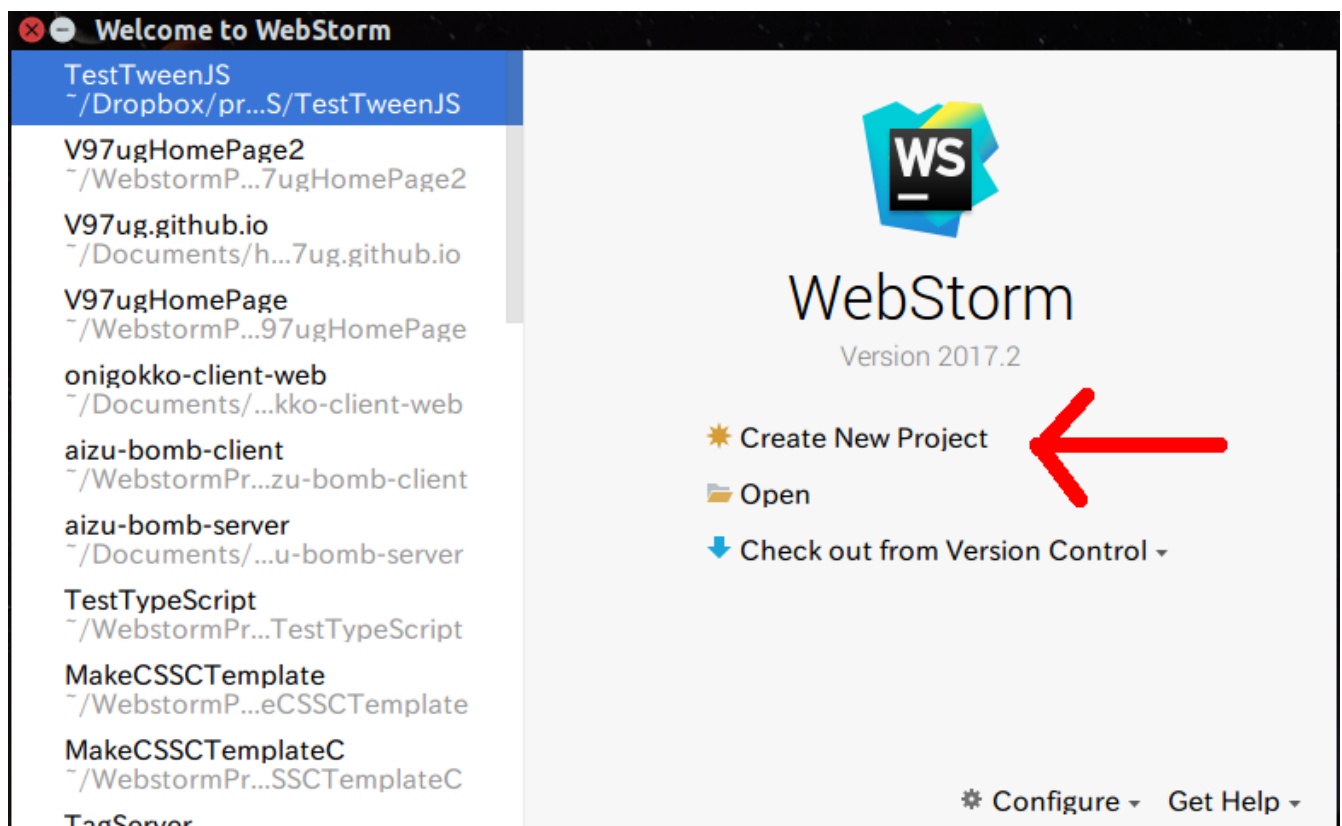 Welcome to WebStorm
TestTweenJS
~/Dropbox/pr...S/TestTweenJS
V97ugHomePage2
~/WebstormP...7ugHomePage2
V97ug.github.io
~/Documents/h...7ug.github.io
V97ugHomePage
~/WebstormP...97ugHomePage
onigokko-client-web
~/Documents/...kko-client-web
aizu-bomb-client
~/WebstormPr...zu-bomb-client
aizu-bomb-server
~/Documents/...u-bomb-server
TestTypeScript
~/WebstormPr...TestTypeScript
MakeCSSCTemplate
~/WebstormP...eCSSCTemplate
MakeCSSCTemplateC
~/WebstormPr...SSCTemplateC
TagServer
WS
WebStorm
Version 2017.2
Create New Project
Open
Check out from Version Control
Configure
Get Help